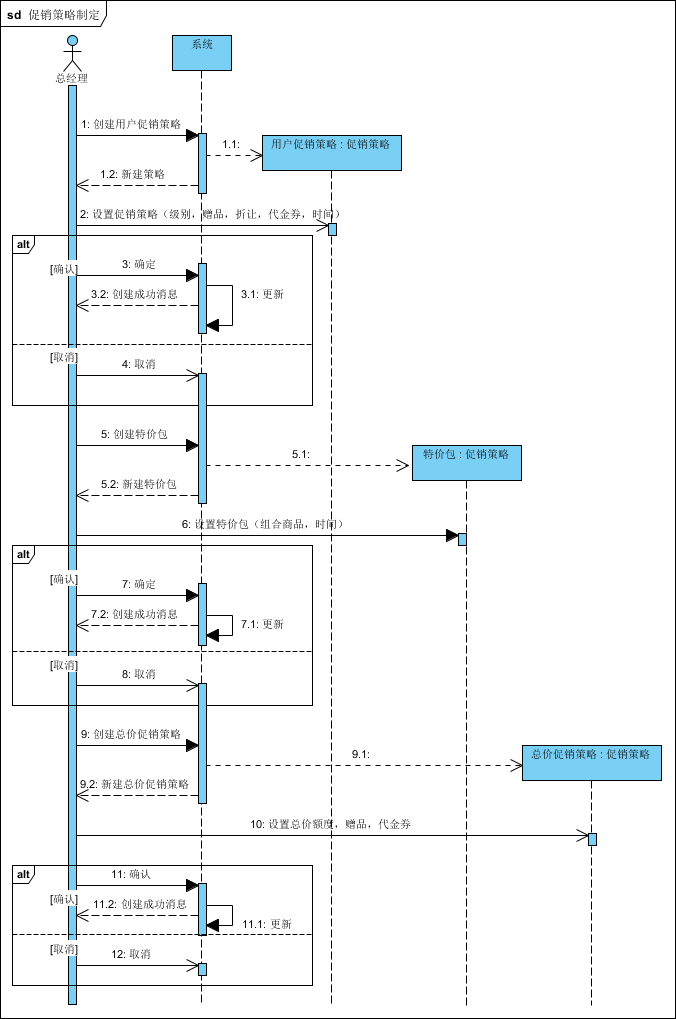 sd 促销策略制定
系统
总经理
1: 创建用户促销策略
1.1:
用户促销策略 : 促销策略
1.2: 新建策略
2: 设置促销策略（级别，赠品，折让，代金券，时间）
alt
[确认]
3: 确定
3.2: 创建成功消息
3.1: 更新
[取消]
4: 取消
5: 创建特价包
5.1:
特价包 : 促销策略
5.2: 新建特价包
6: 设置特价包（组合商品，时间）
alt
[确认]
7: 确定
7.2: 创建成功消息
7.1: 更新
[取消]
8: 取消
9: 创建总价促销策略
9.1:
总价促销策略 : 促销策略
9.2: 新建总价促销策略
10: 设置总价额度，赠品，代金券
alt
11: 确认
[确认]
11.2: 创建成功消息
11.1: 更新
[取消]
12: 取消